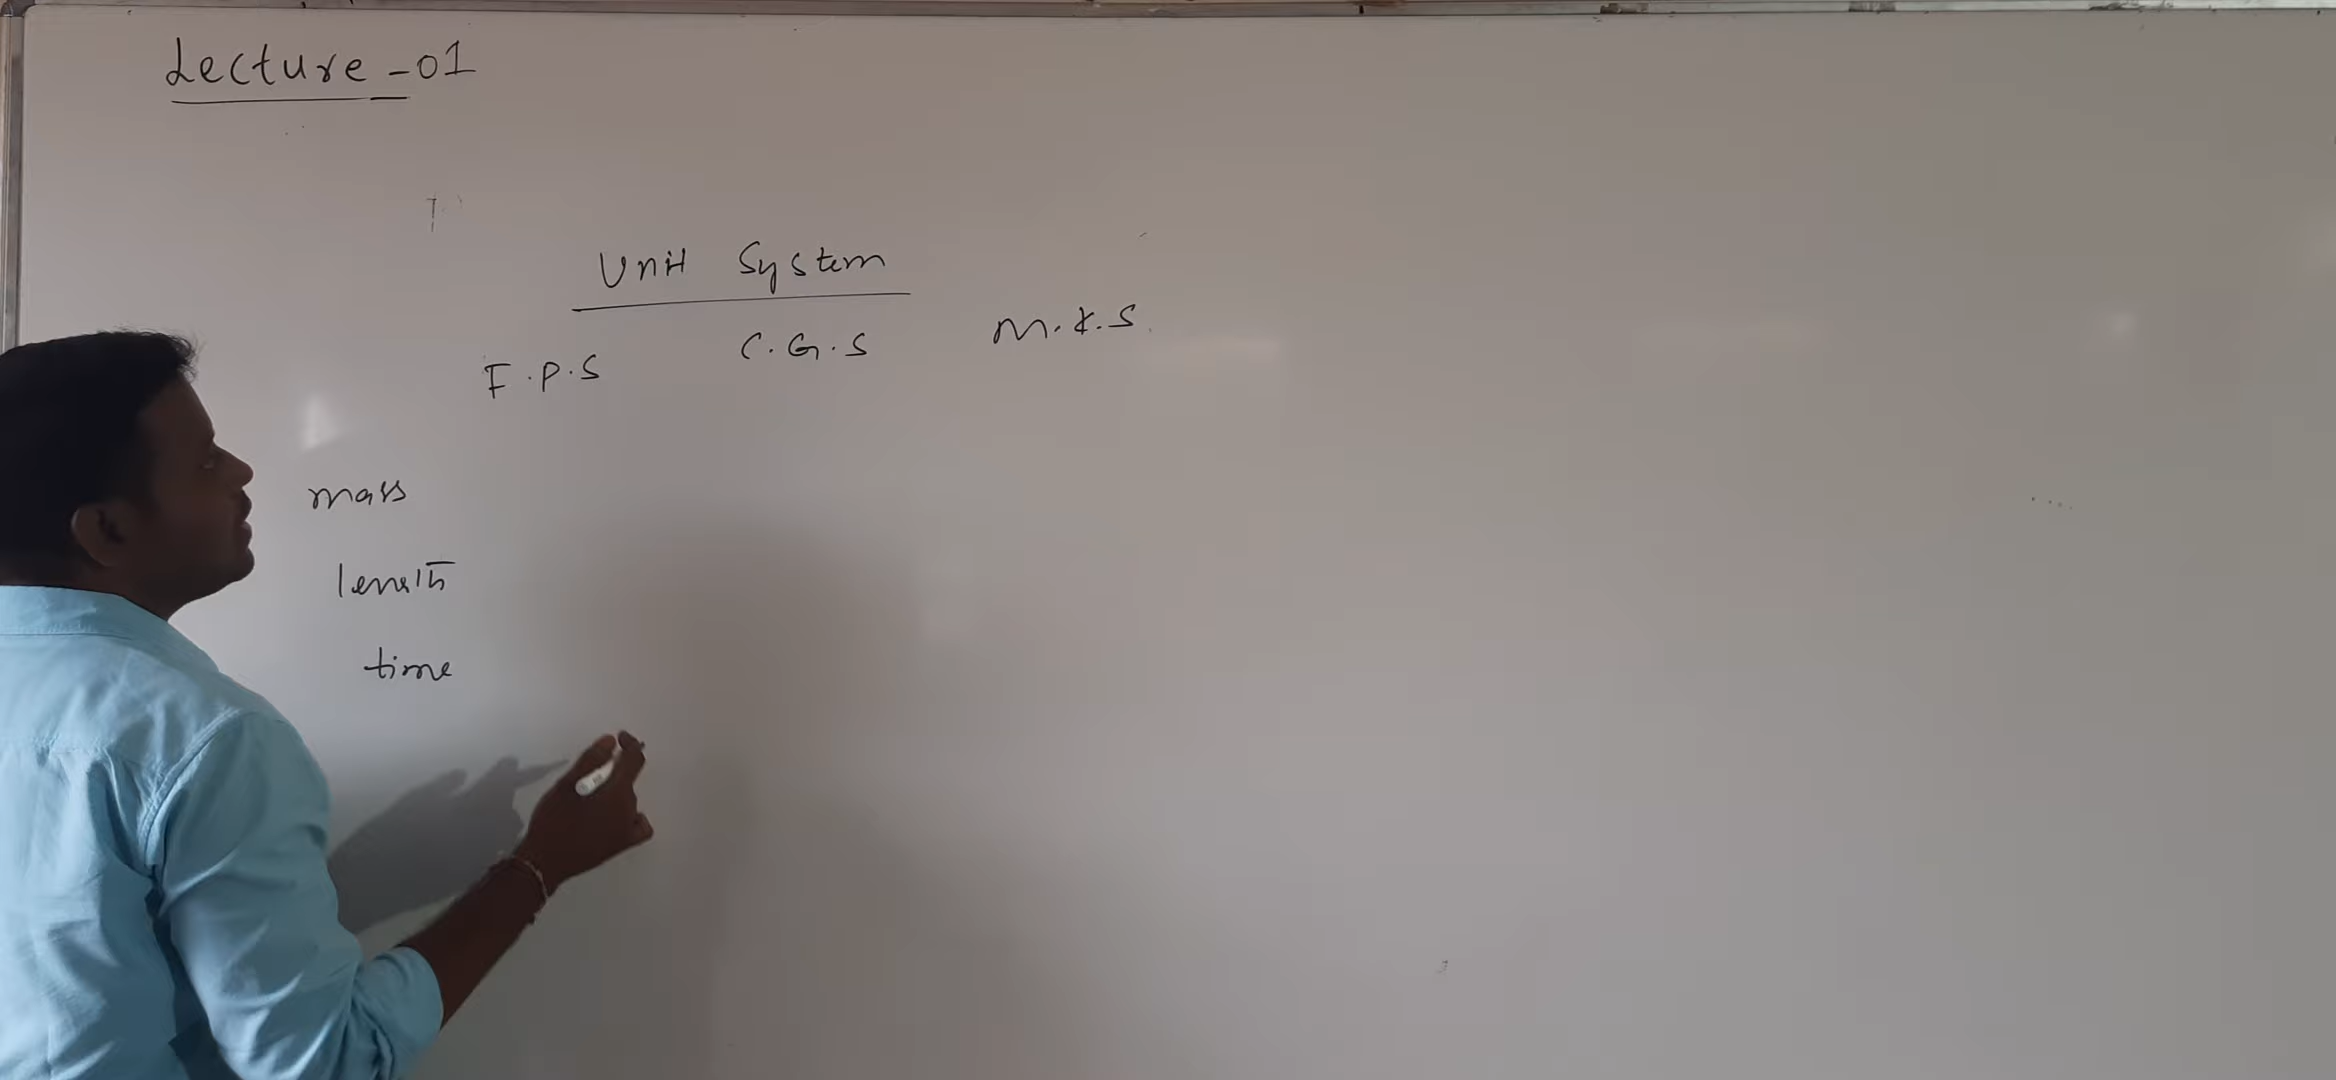 Lecture-01
Unit System
F.P.S C.G.S M.K.S.
mass
length
time